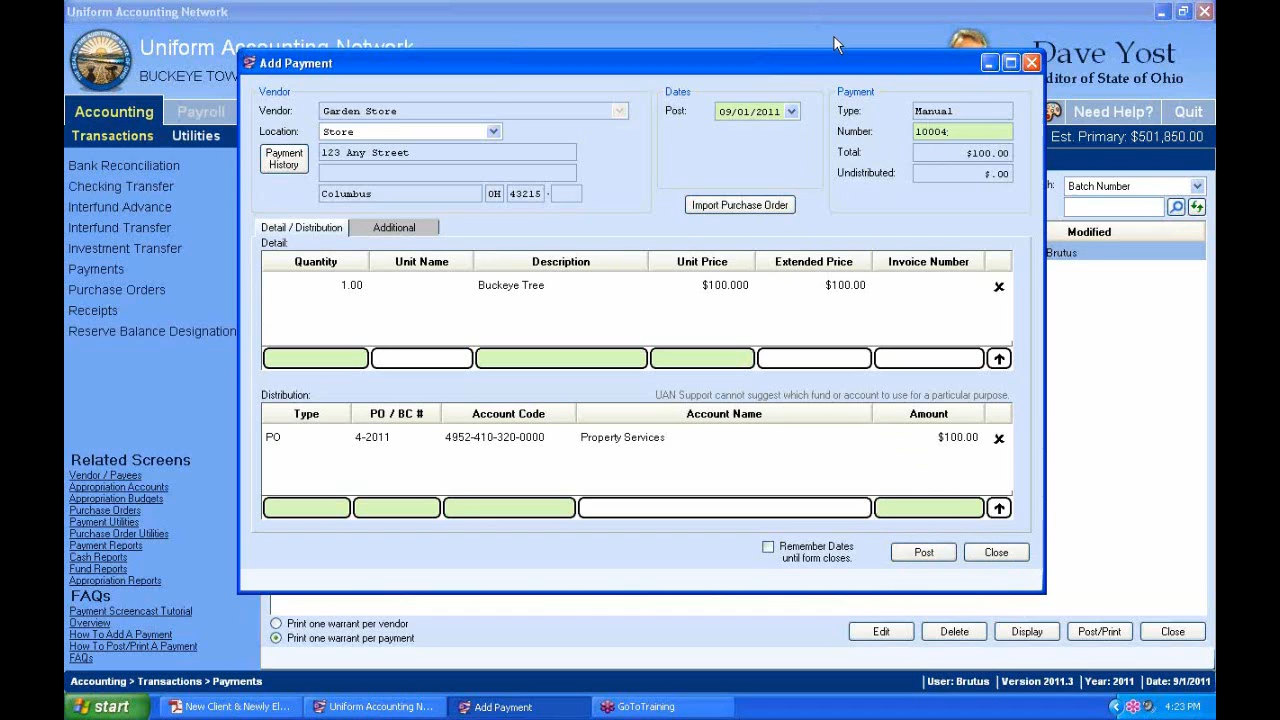 Uniform Accounting Network
Uniform Accounting Network
BUCKEYE TOW
Dave Yost
ditor of State of Ohio
Accounting Payroll
Need Help? Quit
Transactions Utilities
Est. Primary: $501,850.00
Bank Reconciliation
Checking Transfer
Interfund Advance
Interfund Transfer
Investment Transfer
Payments
Purchase Orders
Receipts
Reserve Balance Designation
Related Screens
Vendor / Payees
Appropriation Accounts
Appropriation Budgets
Purchase Orders
Payment Utilities
Purchase Order Utilities
Payment Reports
Cash Reports
Fund Reports
Appropriation Reports
FAQs
Payment Screencast Tutorial
Overview
How To Add A Payment
How To Post/Print A Payment
FAQs
Add Payment
Vendor
Vendor: Garden Store
Location: Store
Payment History
123 Any Street
Columbus OH 43215 -
Dates
Post: 09/01/2011
Import Purchase Order
Payment
Type: Manual
Number: 10004
Total: $100.00
Undistributed: $.00
Detail / Distribution Additional
Detail:
Quantity Unit Name Description Unit Price Extended Price Invoice Number
1.00 Buckeye Tree $100.000 $100.00
Distribution: UAN Support cannot suggest which fund or account to use for a particular purpose.
Type PO / BC # Account Code Account Name Amount
PO 4-2011 4952-410-320-0000 Property Services $100.00
Remember Dates
until form closes.
Post Close
h: Batch Number
Modified
Brutus
Print one warrant per vendor
Print one warrant per payment
Edit Delete Display Post/Print Close
Accounting > Transactions > Payments
User: Brutus Version 2011.3 Year: 2011 Date: 9/1/2011
start New Client & Newly El... Uniform Accounting N... Add Payment GoToTraining 4:23 PM